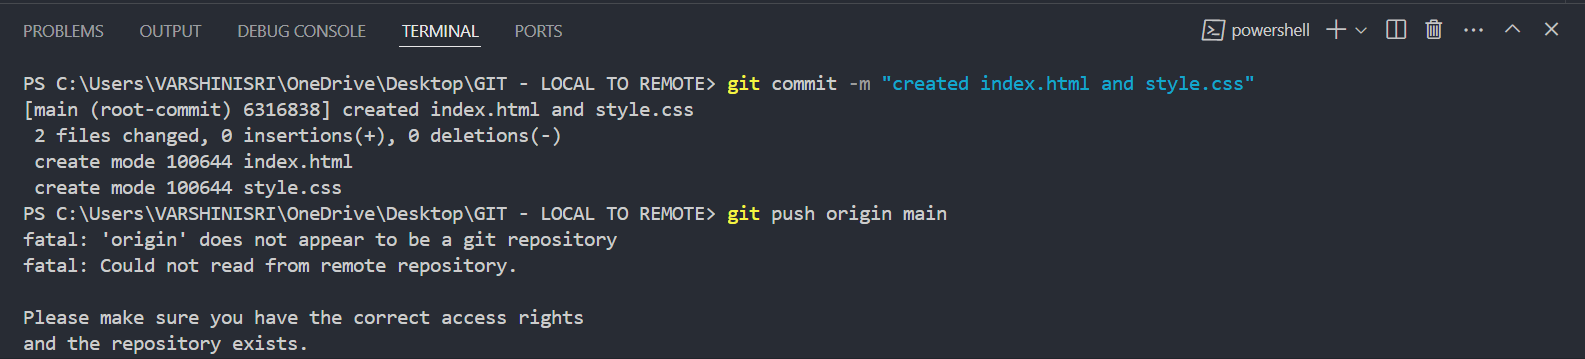 PROBLEMS OUTPUT DEBUG CONSOLE TERMINAL PORTS powershell
PS C:\Users\VARSHINISRI\OneDrive\Desktop\GIT - LOCAL TO REMOTE> git commit -m "created index.html and style.css"
[main (root-commit) 6316838] created index.html and style.css
 2 files changed, 0 insertions(+), 0 deletions(-)
 create mode 100644 index.html
 create mode 100644 style.css
PS C:\Users\VARSHINISRI\OneDrive\Desktop\GIT - LOCAL TO REMOTE> git push origin main
fatal: 'origin' does not appear to be a git repository
fatal: Could not read from remote repository.

Please make sure you have the correct access rights
and the repository exists.